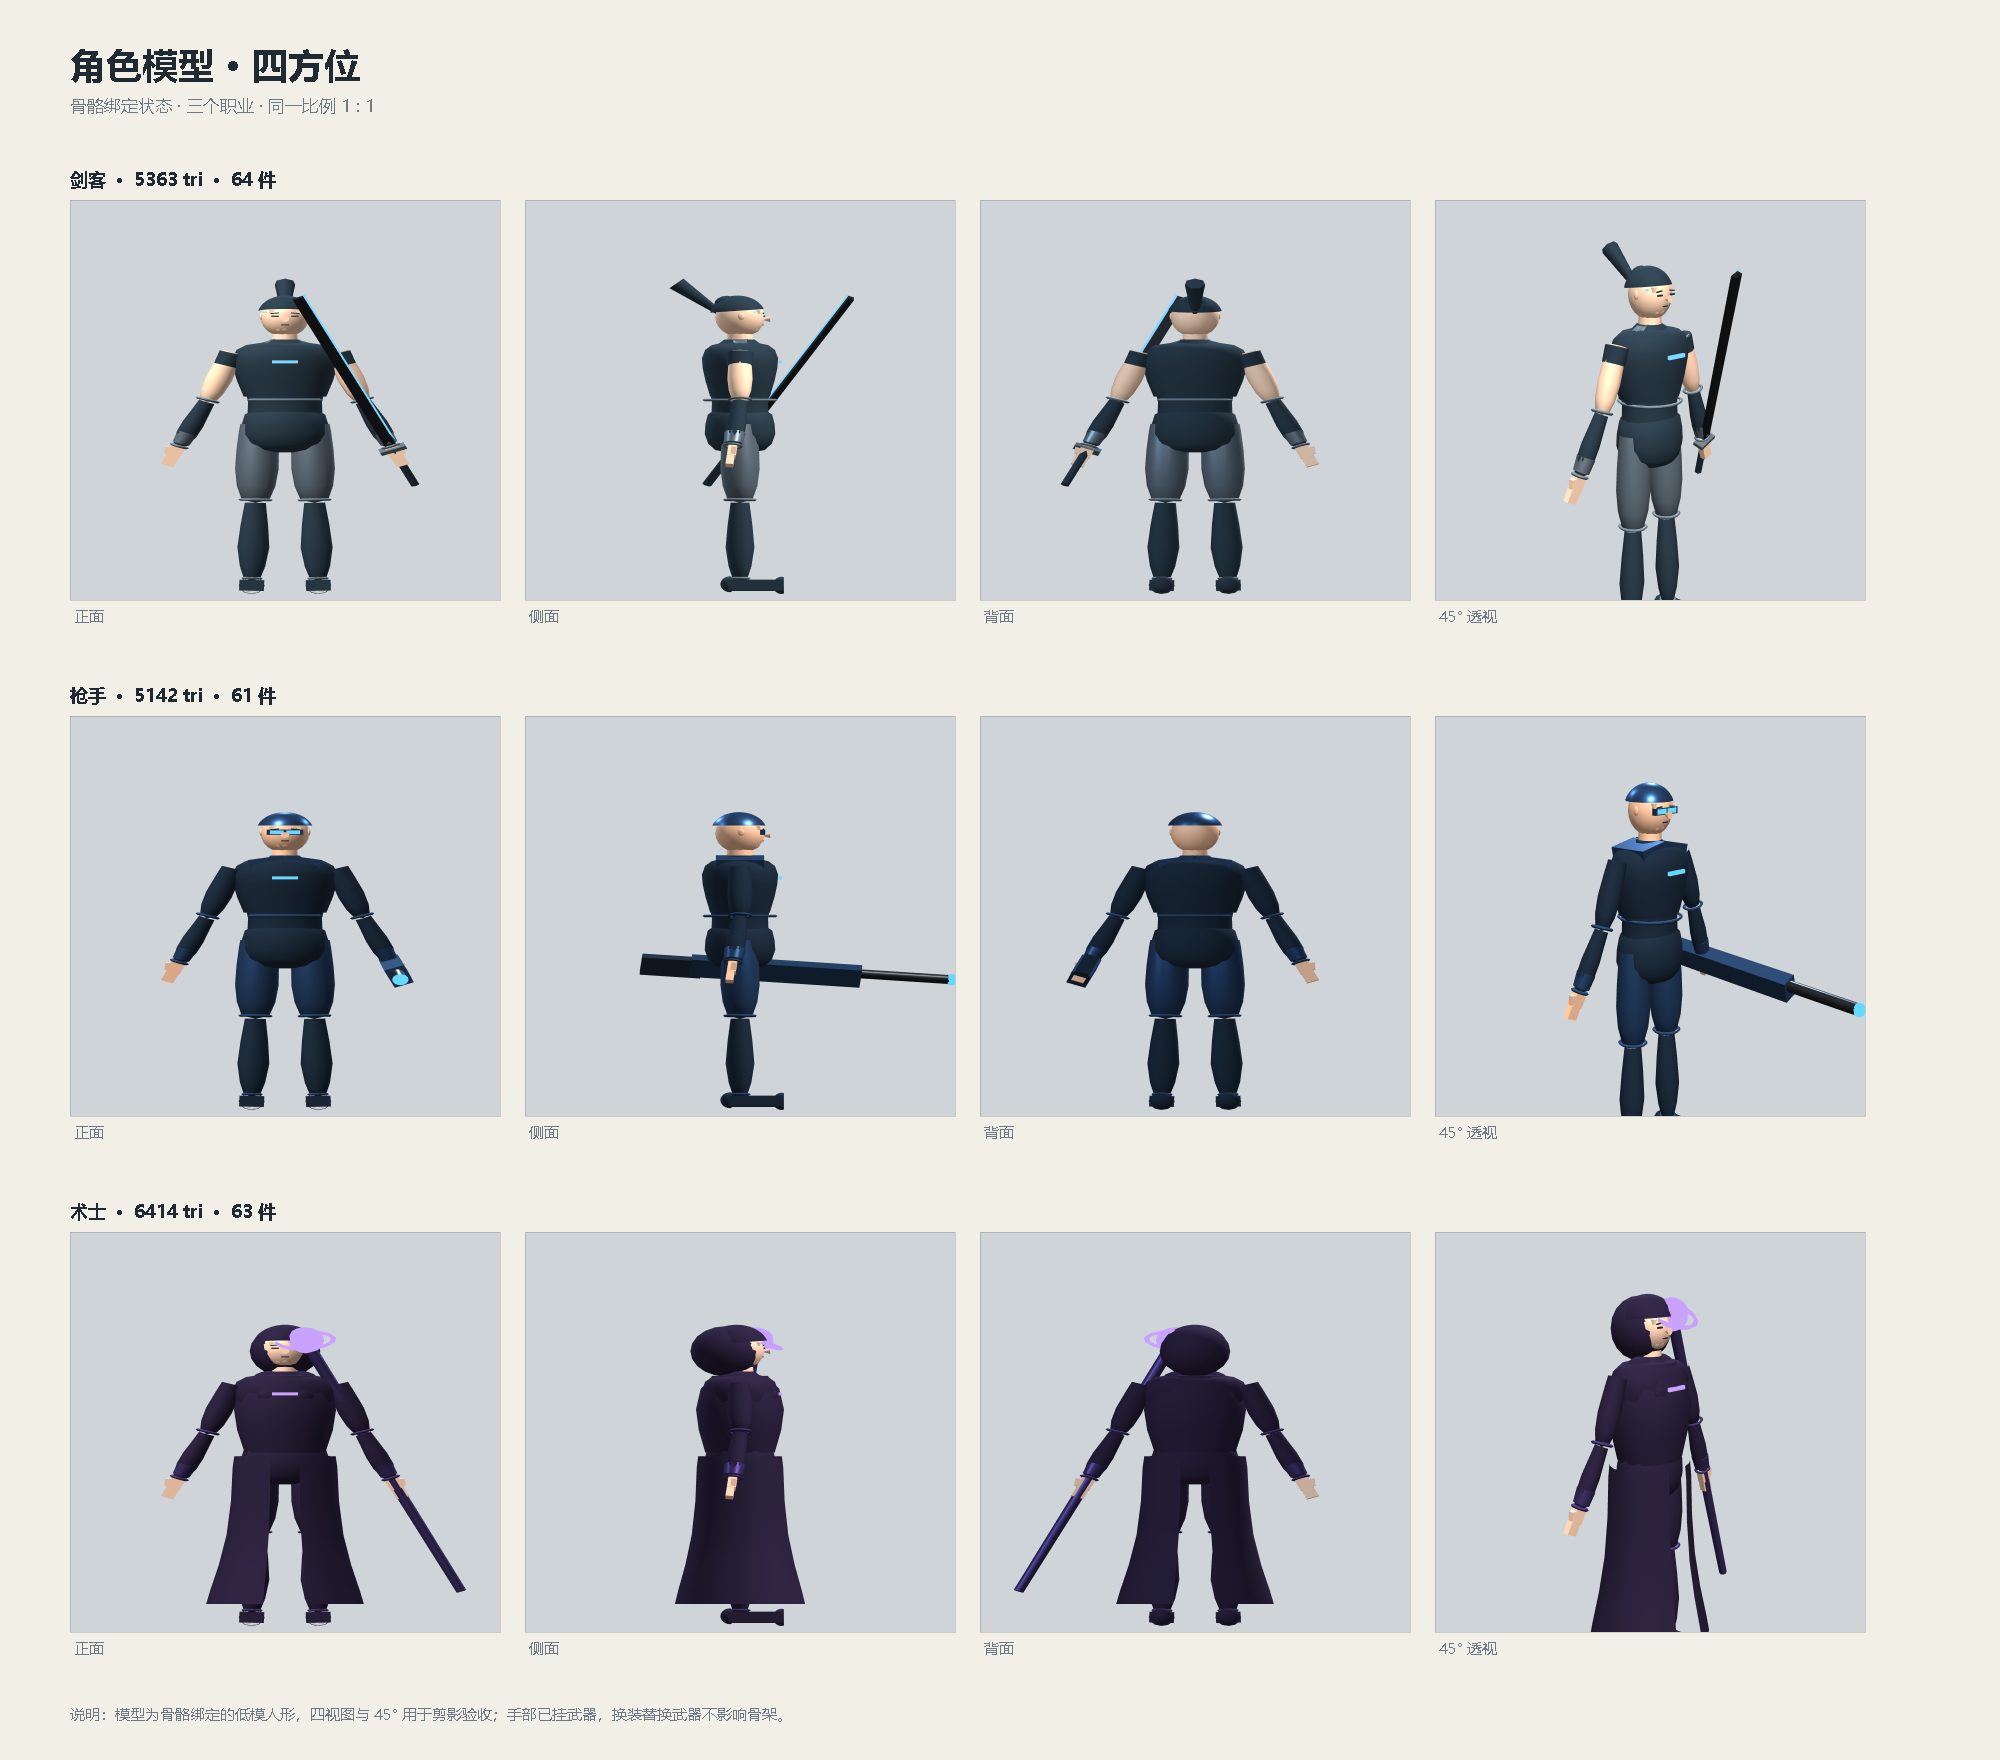 角色模型 • 四方位
骨骼绑定状态 · 三个职业 · 同一比例 1 : 1
剑客 • 5363 tri • 64 件
正面
侧面
背面
45° 透视
枪手 • 5142 tri • 61 件
正面
侧面
背面
45° 透视
术士 • 6414 tri • 63 件
正面
侧面
背面
45° 透视
说明：模型为骨骼绑定的低模人形，四视图与 45° 用于剪影验收；手部已挂武器，换装替换武器不影响骨架。